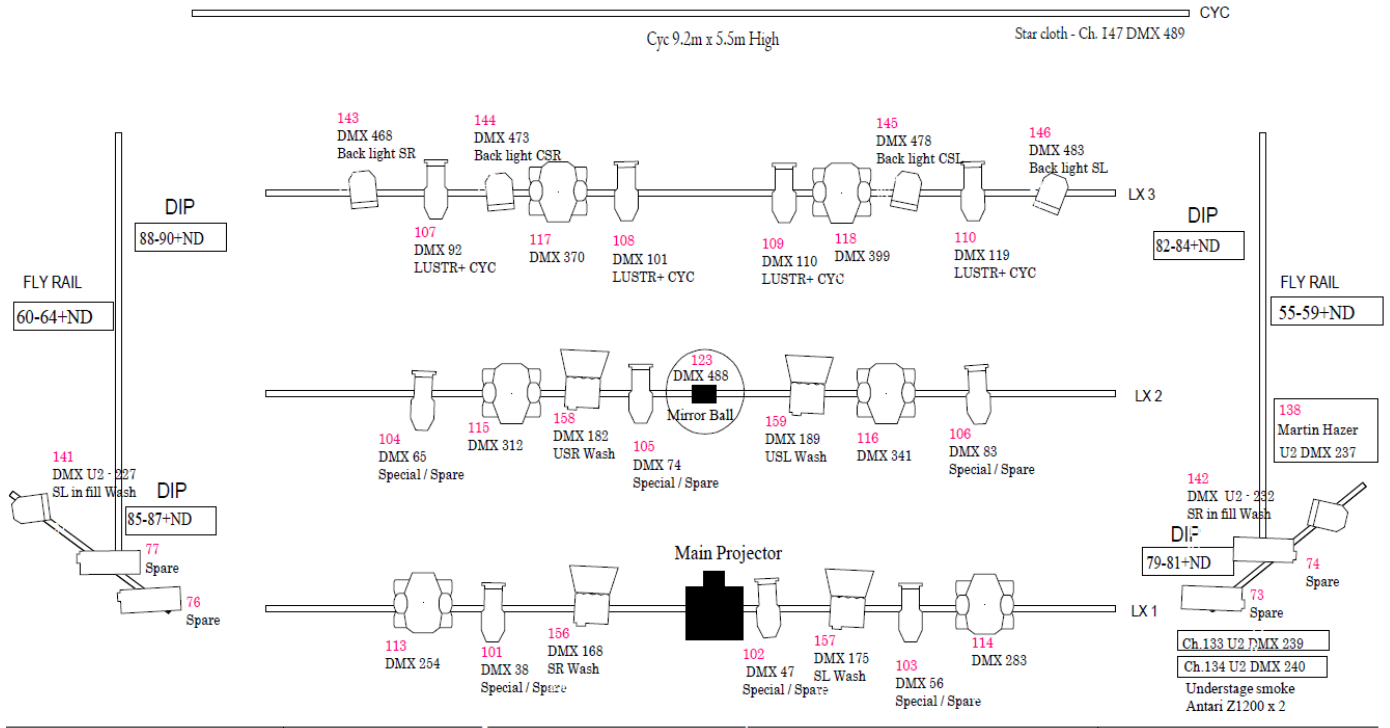 CYC
Cyc 9.2m x 5.5m High
Star cloth - Ch. 147 DMX 489
143
DMX 468
Back light SR
144
DMX 473
Back light CSR
145
DMX 478
Back light CSL
146
DMX 483
Back light SL
LX 3
DIP
88-90+ND
DIP
82-84+ND
107
DMX 92
LUSTR+ CYC
117
DMX 370
108
DMX 101
LUSTR+ CYC
109
DMX 110
LUSTR+ CYC
118
DMX 399
110
DMX 119
LUSTR+ CYC
FLY RAIL
60-64+ND
FLY RAIL
55-59+ND
123
DMX 488
Mirror Ball
LX 2
104
DMX 65
Special / Spare
115
DMX 312
158
DMX 182
USR Wash
105
DMX 74
Special / Spare
159
DMX 189
USL Wash
116
DMX 341
106
DMX 83
Special / Spare
138
Martin Hazer
U2 DMX 237
141
DMX U2 - 227
SL in fill Wash
DIP
85-87+ND
142
DMX U2 - 232
SR in fill Wash
DIP
79-81+ND
77
Spare
76
Spare
74
Spare
73
Spare
Main Projector
LX 1
113
DMX 254
101
DMX 38
Special / Spare
156
DMX 168
SR Wash
102
DMX 47
Special / Spare
157
DMX 175
SL Wash
103
DMX 56
Special / Spare
114
DMX 283
Ch.133 U2 DMX 239
Ch.134 U2 DMX 240
Understage smoke
Antari Z1200 x 2